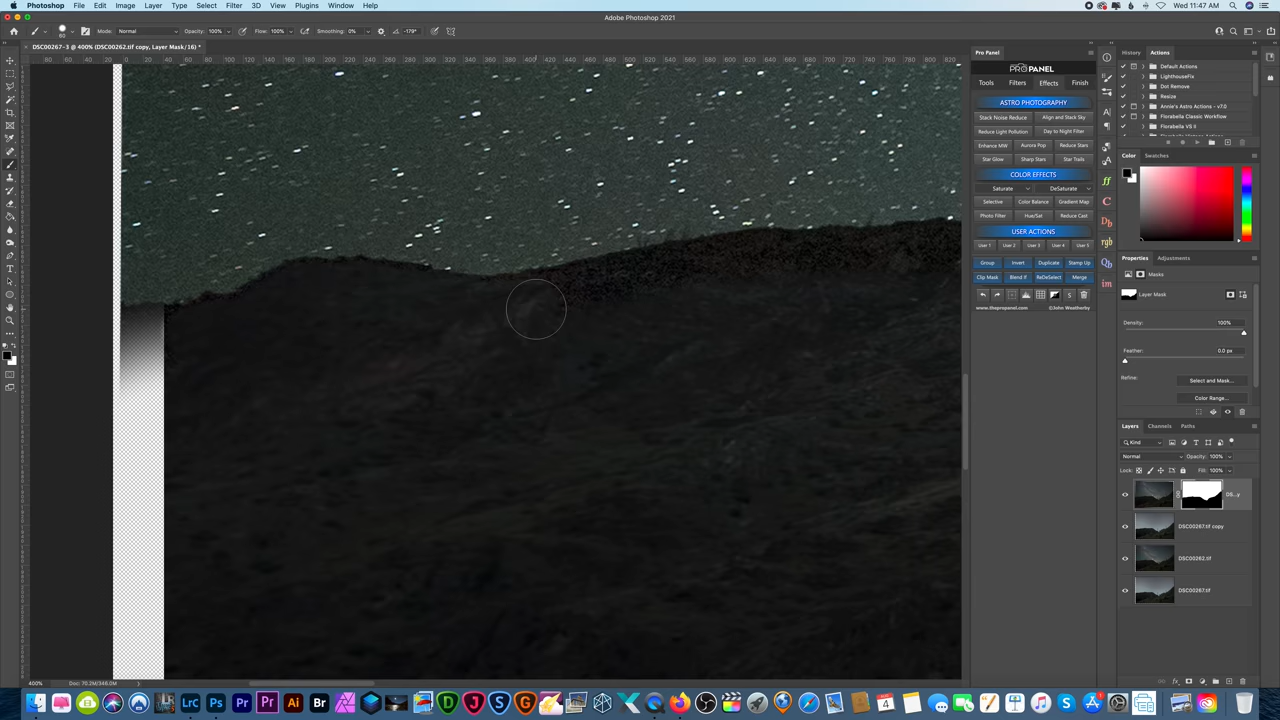 Photoshop File Edit Image Layer Type Select Filter 3D View Plugins Window Help
Wed 11:47 AM
Adobe Photoshop 2021
Mode: Normal Opacity: 100% Flow: 100% Smoothing: 0% -179°
DSC00267-3 @ 400% (DSC00262.tif copy, Layer Mask/16) *
Pro Panel
PROPANEL
Tools Filters Effects Finish
ASTRO PHOTOGRAPHY
Stack Noise Reduce Align and Stack Sky
Reduce Light Pollution Day to Night Filter
Enhance MW Aurora Pop Reduce Stars
Star Glow Sharp Stars Star Trails
COLOR EFFECTS
Saturate DeSaturate
Selective Color Balance Gradient Map
Photo Filter Hue/Sat Reduce Cast
USER ACTIONS
User 1 User 2 User 3 User 4 User 5
Group Invert Duplicate Stamp Up
Clip Mask Blend If ReDeSelect Merge
www.thepropanel.com ©John Weatherby
History Actions
Default Actions
LighthouseFix
Dot Remove
Resize
Annie's Astro Actions - v7.0
Florabella Classic Workflow
Florabella VS II
Color Swatches
Properties Adjustments
Masks
Layer Mask
Density: 100%
Feather: 0.0 px
Refine: Select and Mask...
Color Range...
Layers Channels Paths
Kind
Normal Opacity: 100%
Lock: Fill: 100%
DS...y
DSC00267.tif copy
DSC00262.tif
DSC00267.tif
400% Doc: 70.2M/346.0M